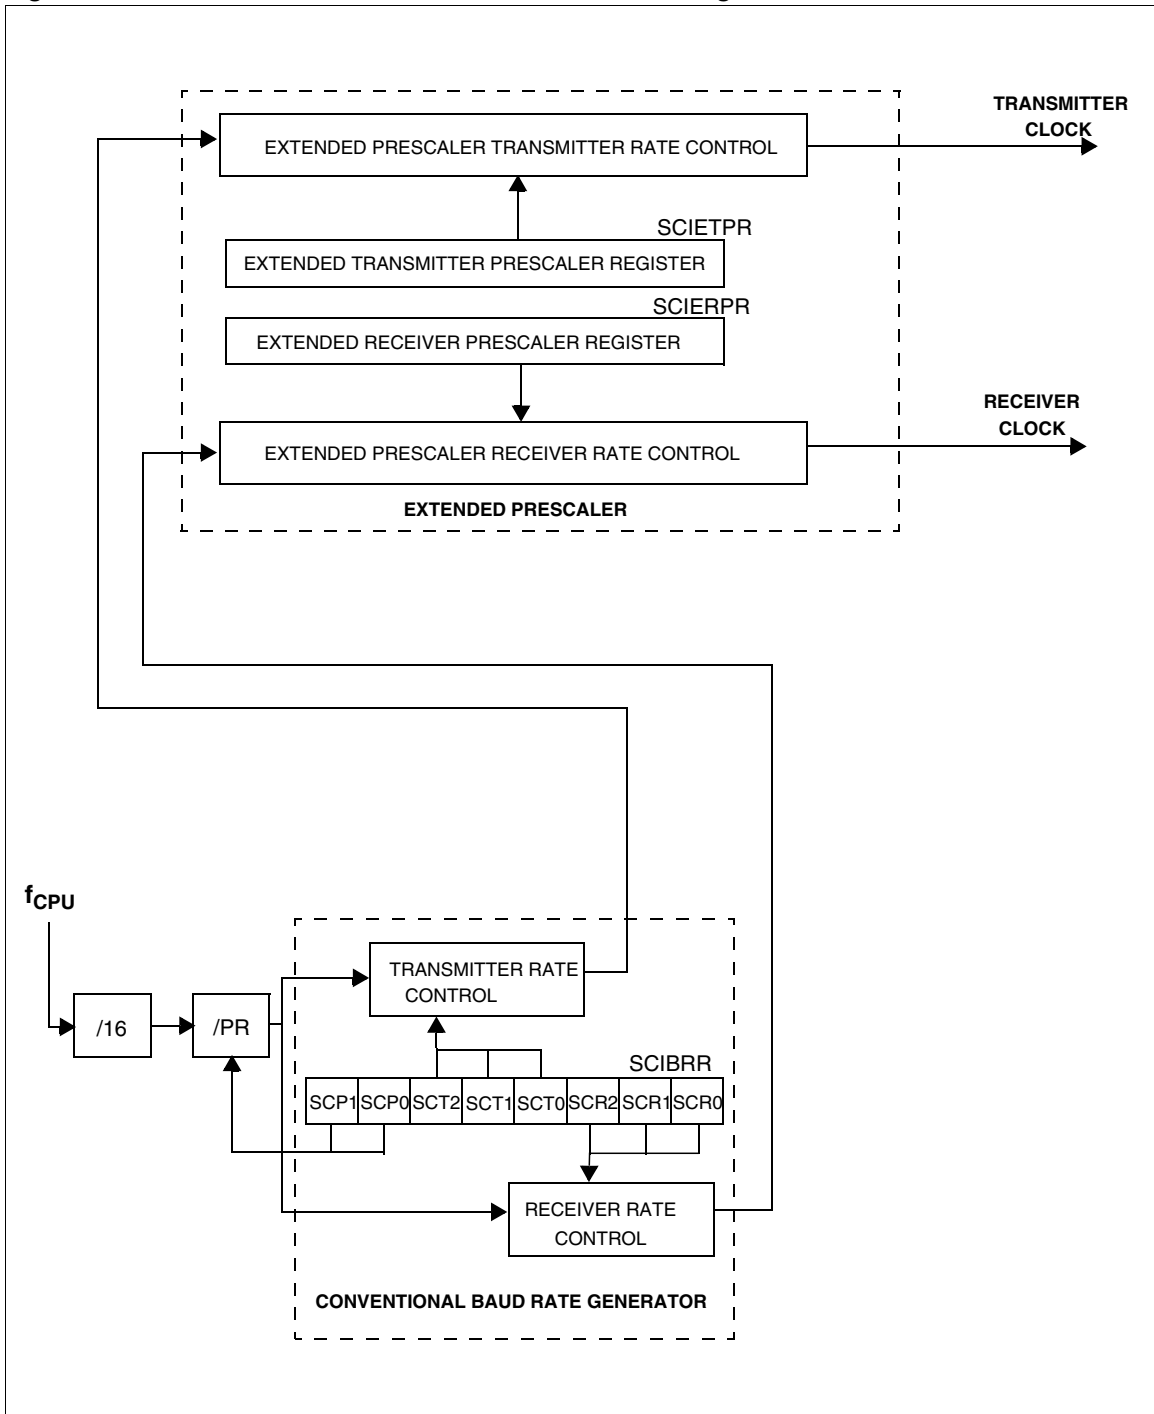 TRANSMITTER
CLOCK
EXTENDED PRESCALER TRANSMITTER RATE CONTROL
SCIETPR
EXTENDED TRANSMITTER PRESCALER REGISTER
SCIERPR
EXTENDED RECEIVER PRESCALER REGISTER
RECEIVER
CLOCK
EXTENDED PRESCALER RECEIVER RATE CONTROL
EXTENDED PRESCALER
fCPU
TRANSMITTER RATE
CONTROL
/16
/PR
SCIBRR
SCP1 SCP0 SCT2 SCT1 SCT0 SCR2 SCR1 SCR0
RECEIVER RATE
CONTROL
CONVENTIONAL BAUD RATE GENERATOR